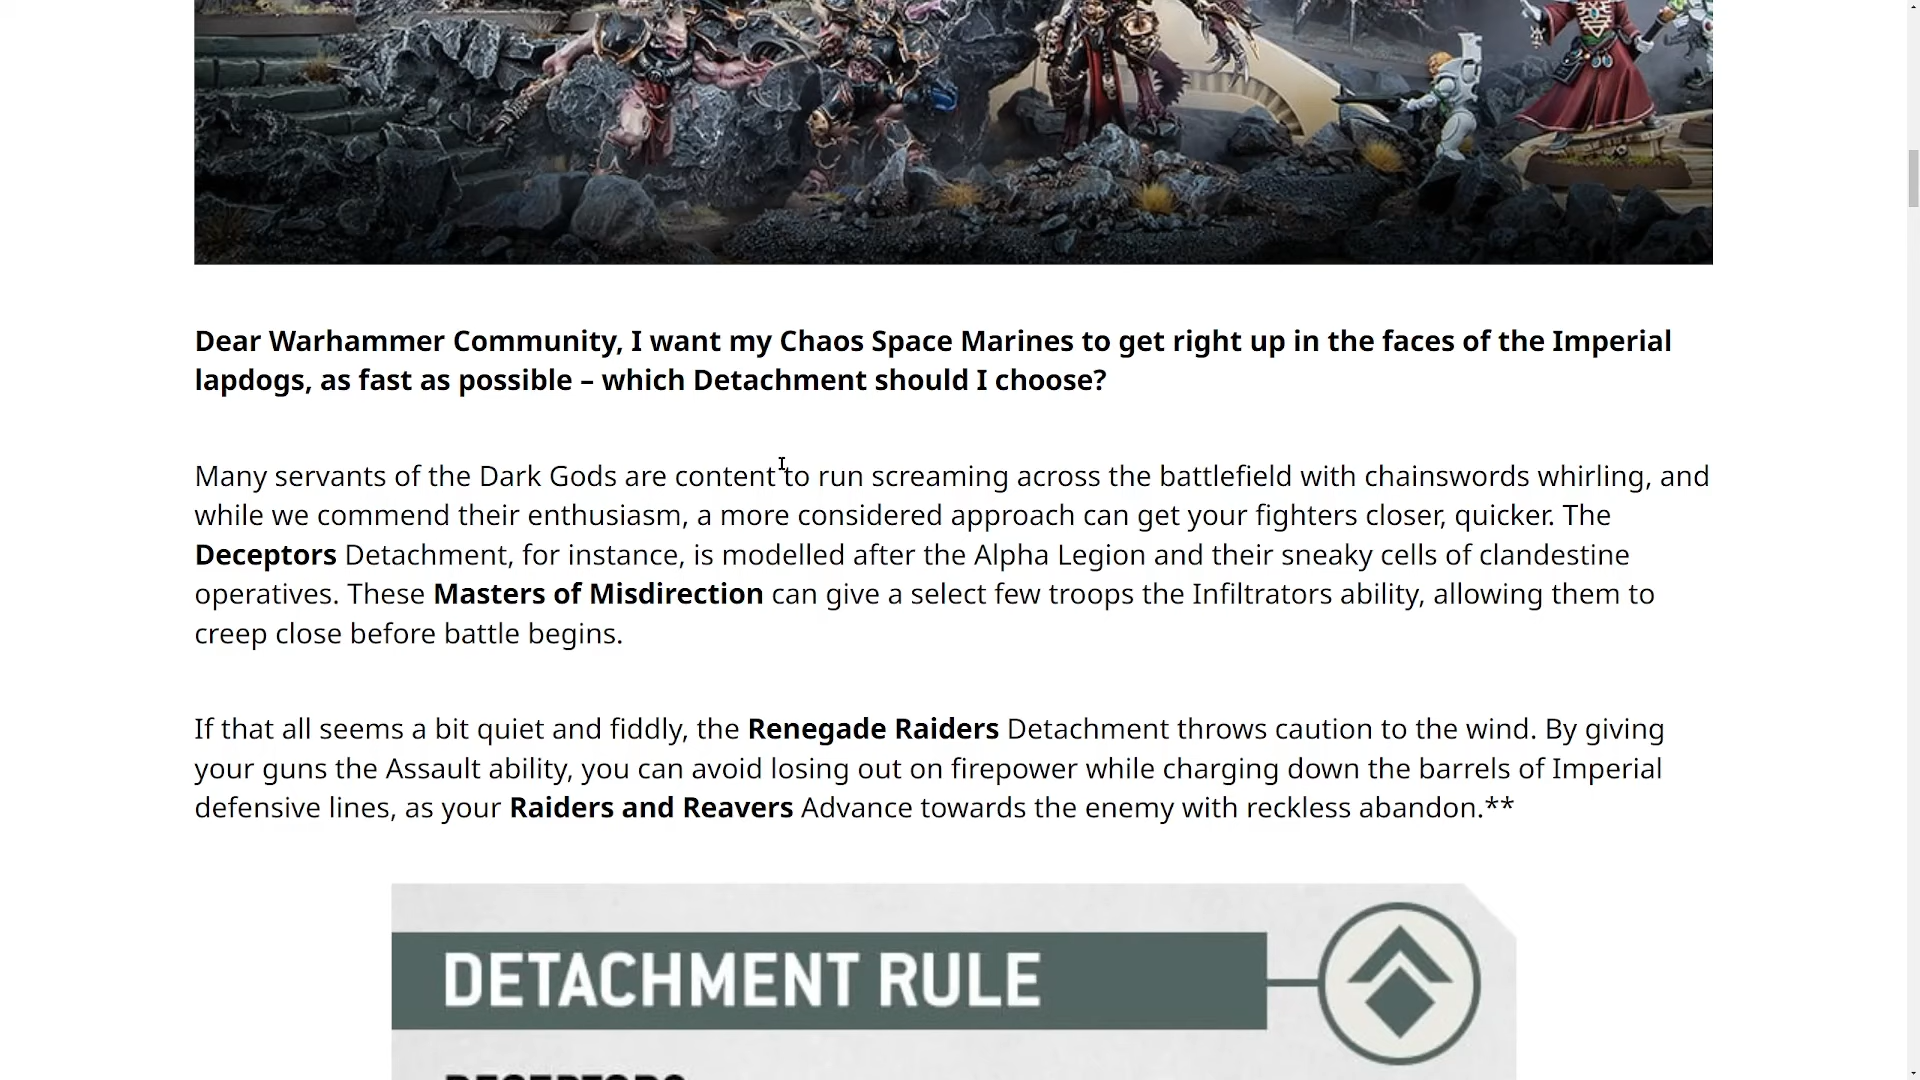 Dear Warhammer Community, I want my Chaos Space Marines to get right up in the faces of the Imperial
lapdogs, as fast as possible – which Detachment should I choose?
Many servants of the Dark Gods are content to run screaming across the battlefield with chainswords whirling, and
while we commend their enthusiasm, a more considered approach can get your fighters closer, quicker. The
Deceptors Detachment, for instance, is modelled after the Alpha Legion and their sneaky cells of clandestine
operatives. These Masters of Misdirection can give a select few troops the Infiltrators ability, allowing them to
creep close before battle begins.
If that all seems a bit quiet and fiddly, the Renegade Raiders Detachment throws caution to the wind. By giving
your guns the Assault ability, you can avoid losing out on firepower while charging down the barrels of Imperial
defensive lines, as your Raiders and Reavers Advance towards the enemy with reckless abandon.**
DETACHMENT RULE